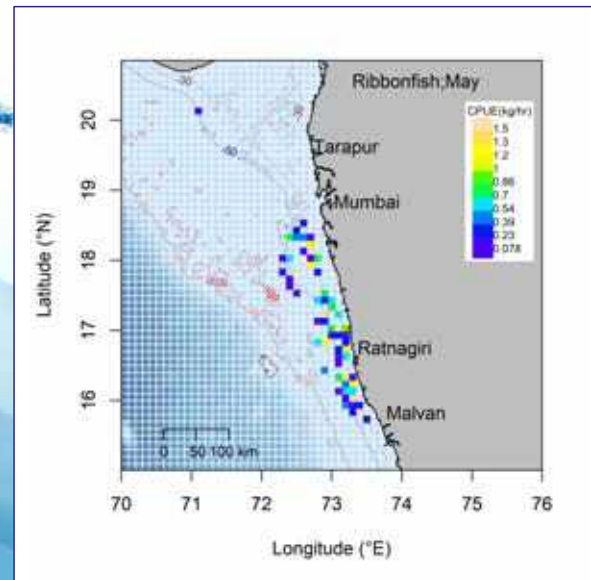 Ribbonfish;May
CPUE(kg/hr)
1.5
1.3
1.2
1
0.86
0.7
0.54
0.39
0.23
0.078
Tarapur
Mumbai
Ratnagiri
Malvan
-30
-50
0 50 100 km
20
19
18
17
16
Latitude (°N)
70 71 72 73 74 75 76
Longitude (°E)